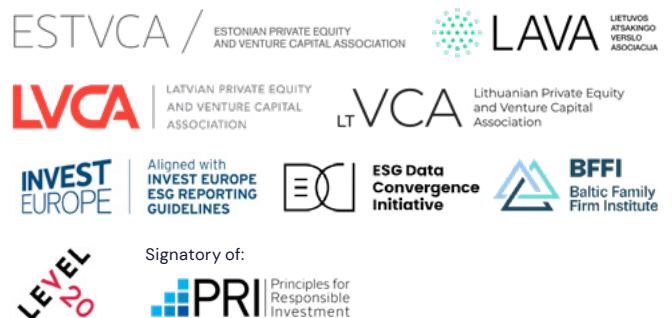 ESTVCA
ESTONIAN PRIVATE EQUITY
AND VENTURE CAPITAL ASSOCIATION
LAVA
LIETUVOS
ATSAKINGO
VERSLO
ASOCIACIJA
LVCA
LATVIAN PRIVATE EQUITY
AND VENTURE CAPITAL
ASSOCIATION
LT VCA
Lithuanian Private Equity
and Venture Capital
Association
INVEST
EUROPE
Aligned with
INVEST EUROPE
ESG REPORTING
GUIDELINES
ESG Data
Convergence
Initiative
BFFI
Baltic Family
Firm Institute
LEVEL
20
Signatory of:
PRI
Principles for
Responsible
Investment